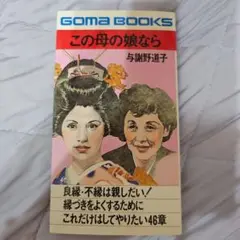 GOMA BOOKS
この母の娘なら
与謝野道子
良縁・不縁は親しだい!
縁づきをよくするために
これだけはしてやりたい46章